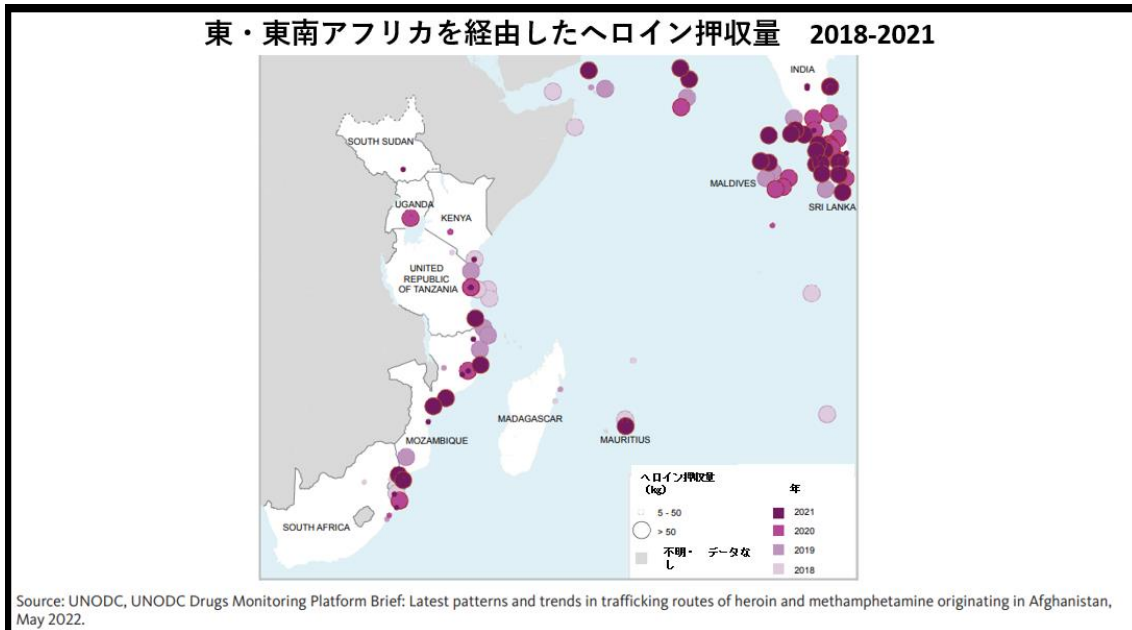 東・東南アフリカを経由したヘロイン押収量 2018-2021
INDIA
SOUTH SUDAN
MALDIVES
SRI LANKA
UGANDA
KENYA
UNITED
REPUBLIC
OF TANZANIA
MADAGASCAR
MAURITIUS
MOZAMBIQUE
SOUTH AFRICA
ヘロイン押収量
(kg)
5 - 50
> 50
不明・ データな
し
年
2021
2020
2019
2018
Source: UNODC, UNODC Drugs Monitoring Platform Brief: Latest patterns and trends in trafficking routes of heroin and methamphetamine originating in Afghanistan,
May 2022.